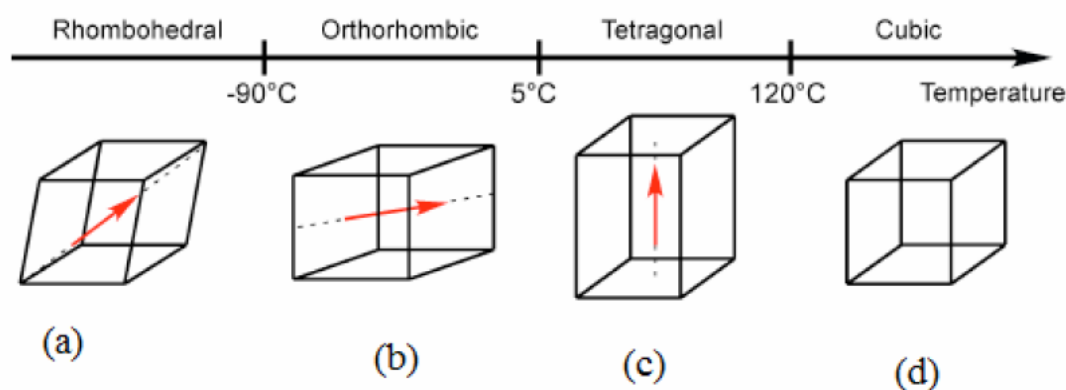 Rhombohedral Orthorhombic Tetragonal Cubic
-90°C 5°C 120°C Temperature
(a) (b) (c) (d)